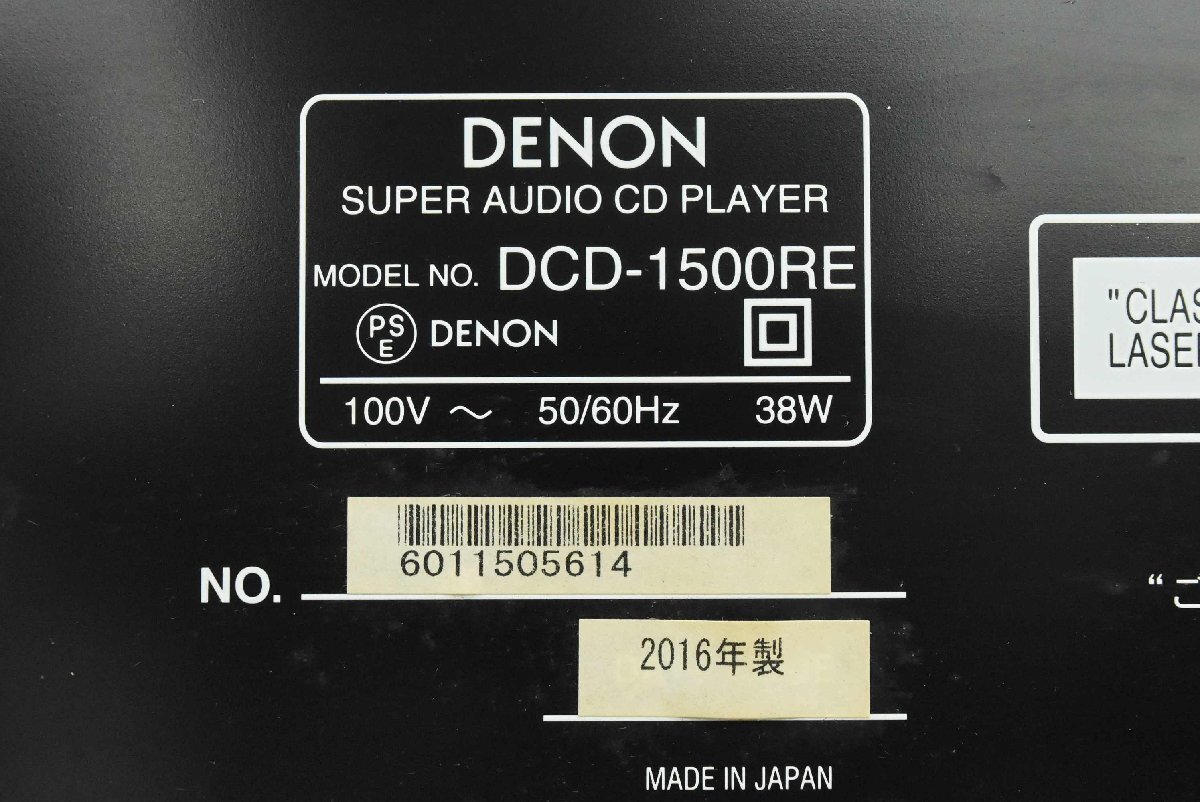 DENON
SUPER AUDIO CD PLAYER
MODEL NO. DCD-1500RE
PSE DENON
100V ～ 50/60Hz 38W
"CLAS
LASE
NO. 6011505614
2016年製
MADE IN JAPAN